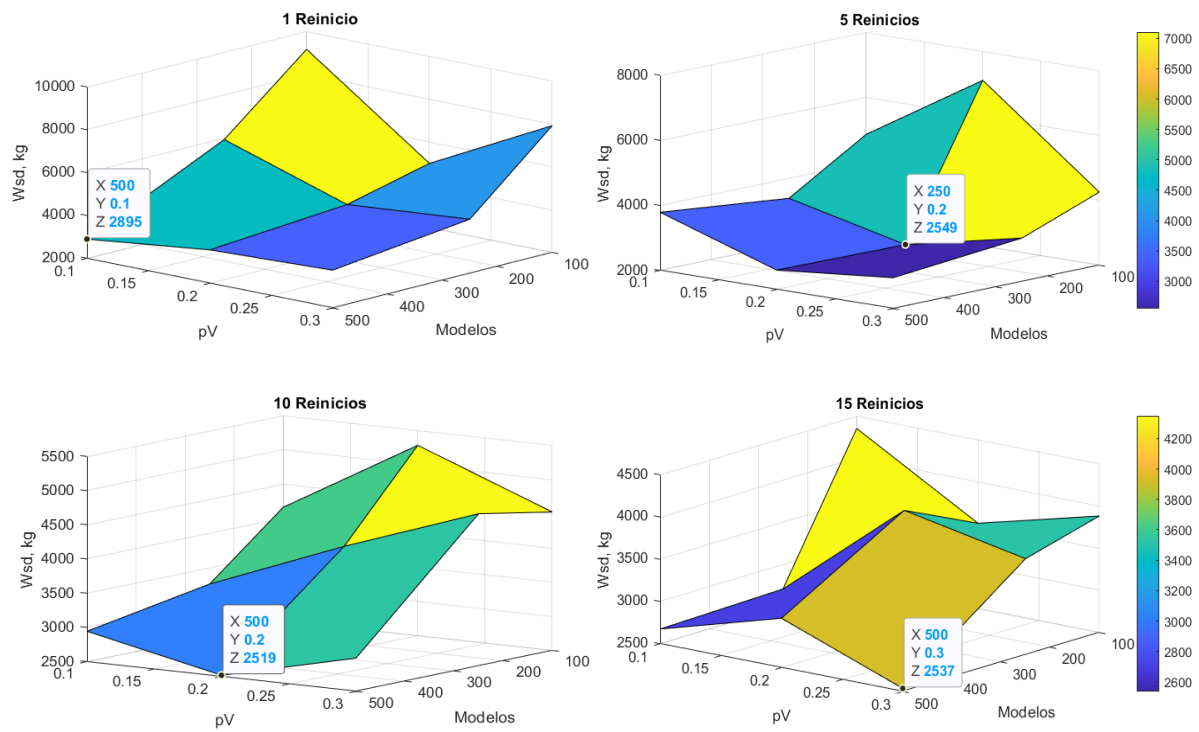 1 Reinicio
10000
8000
6000
4000
2000
Wsd, kg
X 500
Y 0.1
Z 2895
0.1
0.15
0.2
0.25
0.3
pV
500
400
300
200
100
Modelos
5 Reinicios
8000
6000
4000
2000
Wsd, kg
X 250
Y 0.2
Z 2549
0.1
0.15
0.2
0.25
0.3
pV
500
400
300
200
100
Modelos
7000
6500
6000
5500
5000
4500
4000
3500
3000
10 Reinicios
5500
5000
4500
4000
3500
3000
2500
Wsd, kg
X 500
Y 0.2
Z 2519
0.1
0.15
0.2
0.25
0.3
pV
500
400
300
200
100
Modelos
15 Reinicios
4500
4000
3500
3000
2500
Wsd, kg
X 500
Y 0.3
Z 2537
0.1
0.15
0.2
0.25
0.3
pV
500
400
300
200
100
Modelos
4200
4000
3800
3600
3400
3200
3000
2800
2600